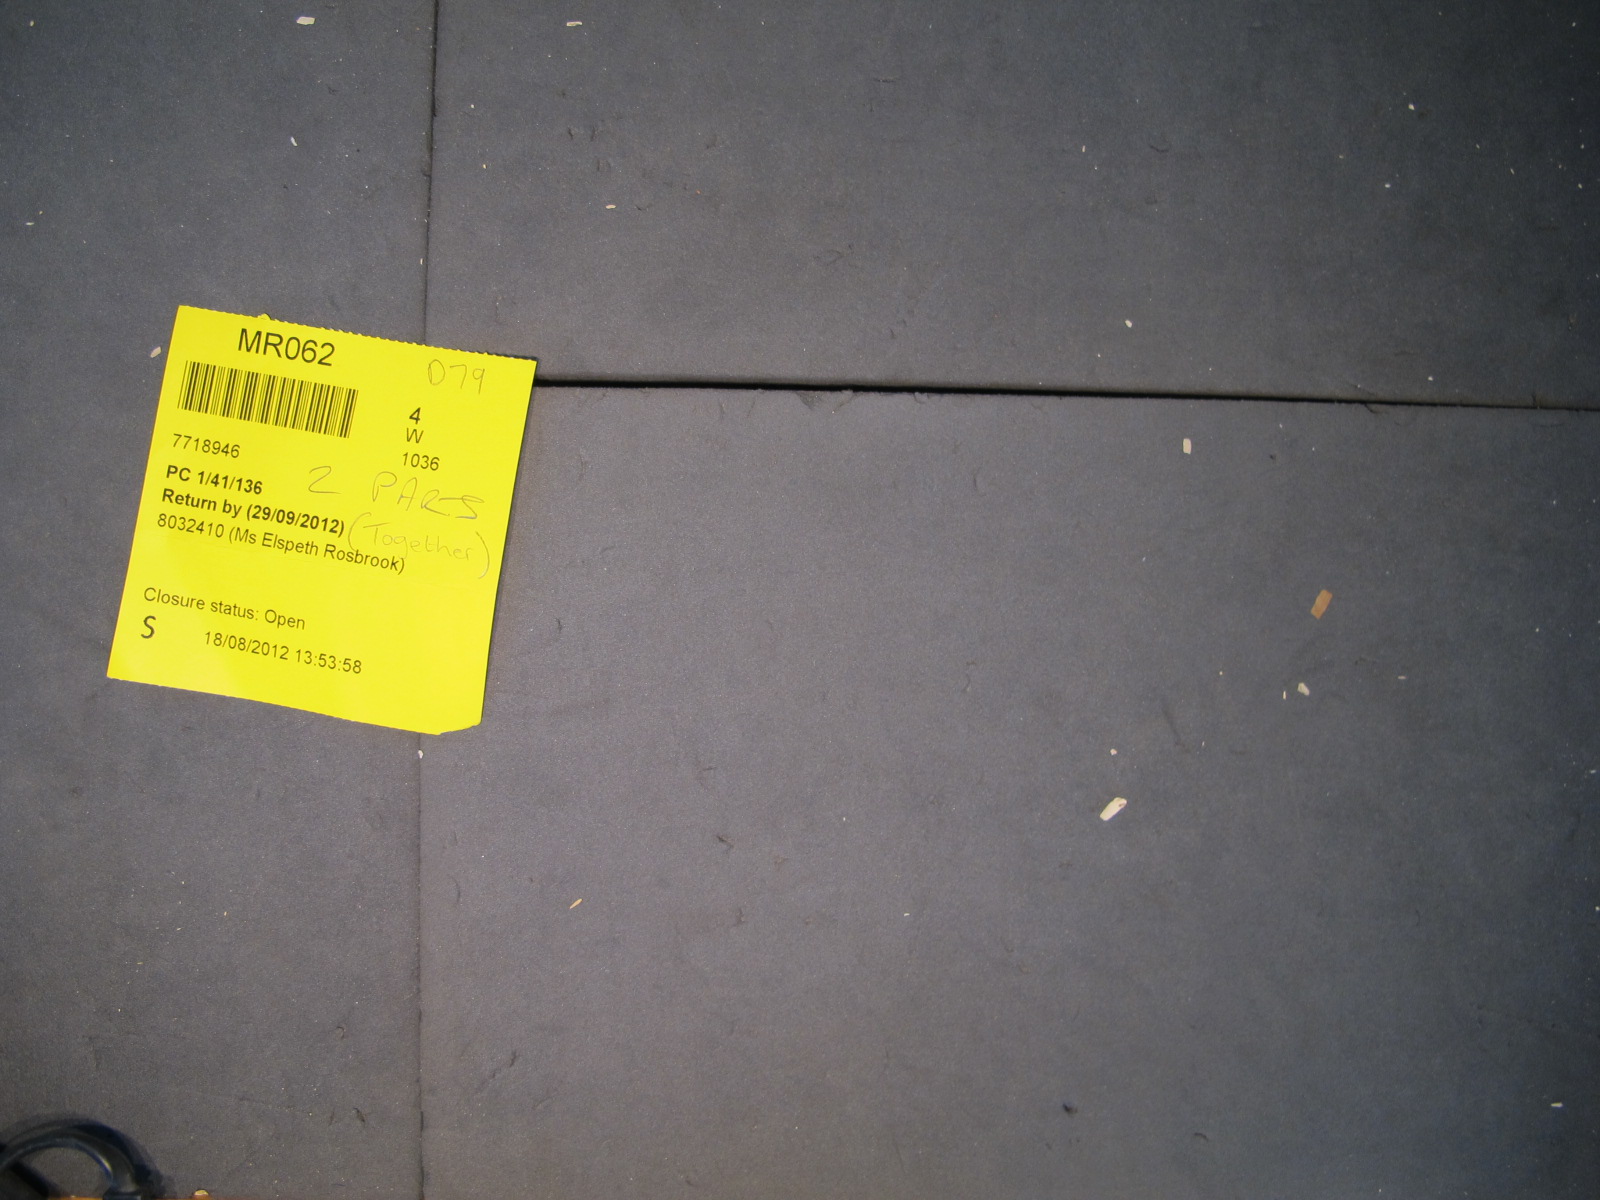 MR062
D79
4
W
1036
7718946
PC 1/41/136
2 PARTS
Return by (29/09/2012)
(Together)
8032410 (Ms Elspeth Rosbrook)
Closure status: Open
S
18/08/2012 13:53:58